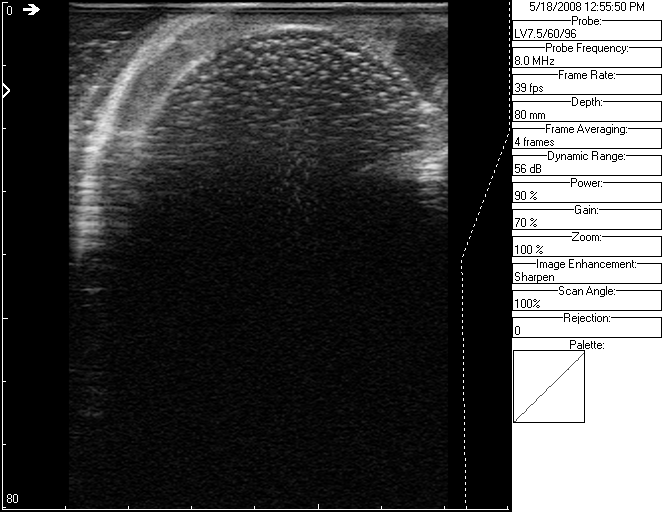 0
80
5/18/2008 12:55:50 PM
Probe:
LV7.5/60/96
Probe Frequency:
8.0 MHz
Frame Rate:
39 fps
Depth:
80 mm
Frame Averaging:
4 frames
Dynamic Range:
56 dB
Power:
90 %
Gain:
70 %
Zoom:
100 %
Image Enhancement:
Sharpen
Scan Angle:
100%
Rejection:
0
Palette: